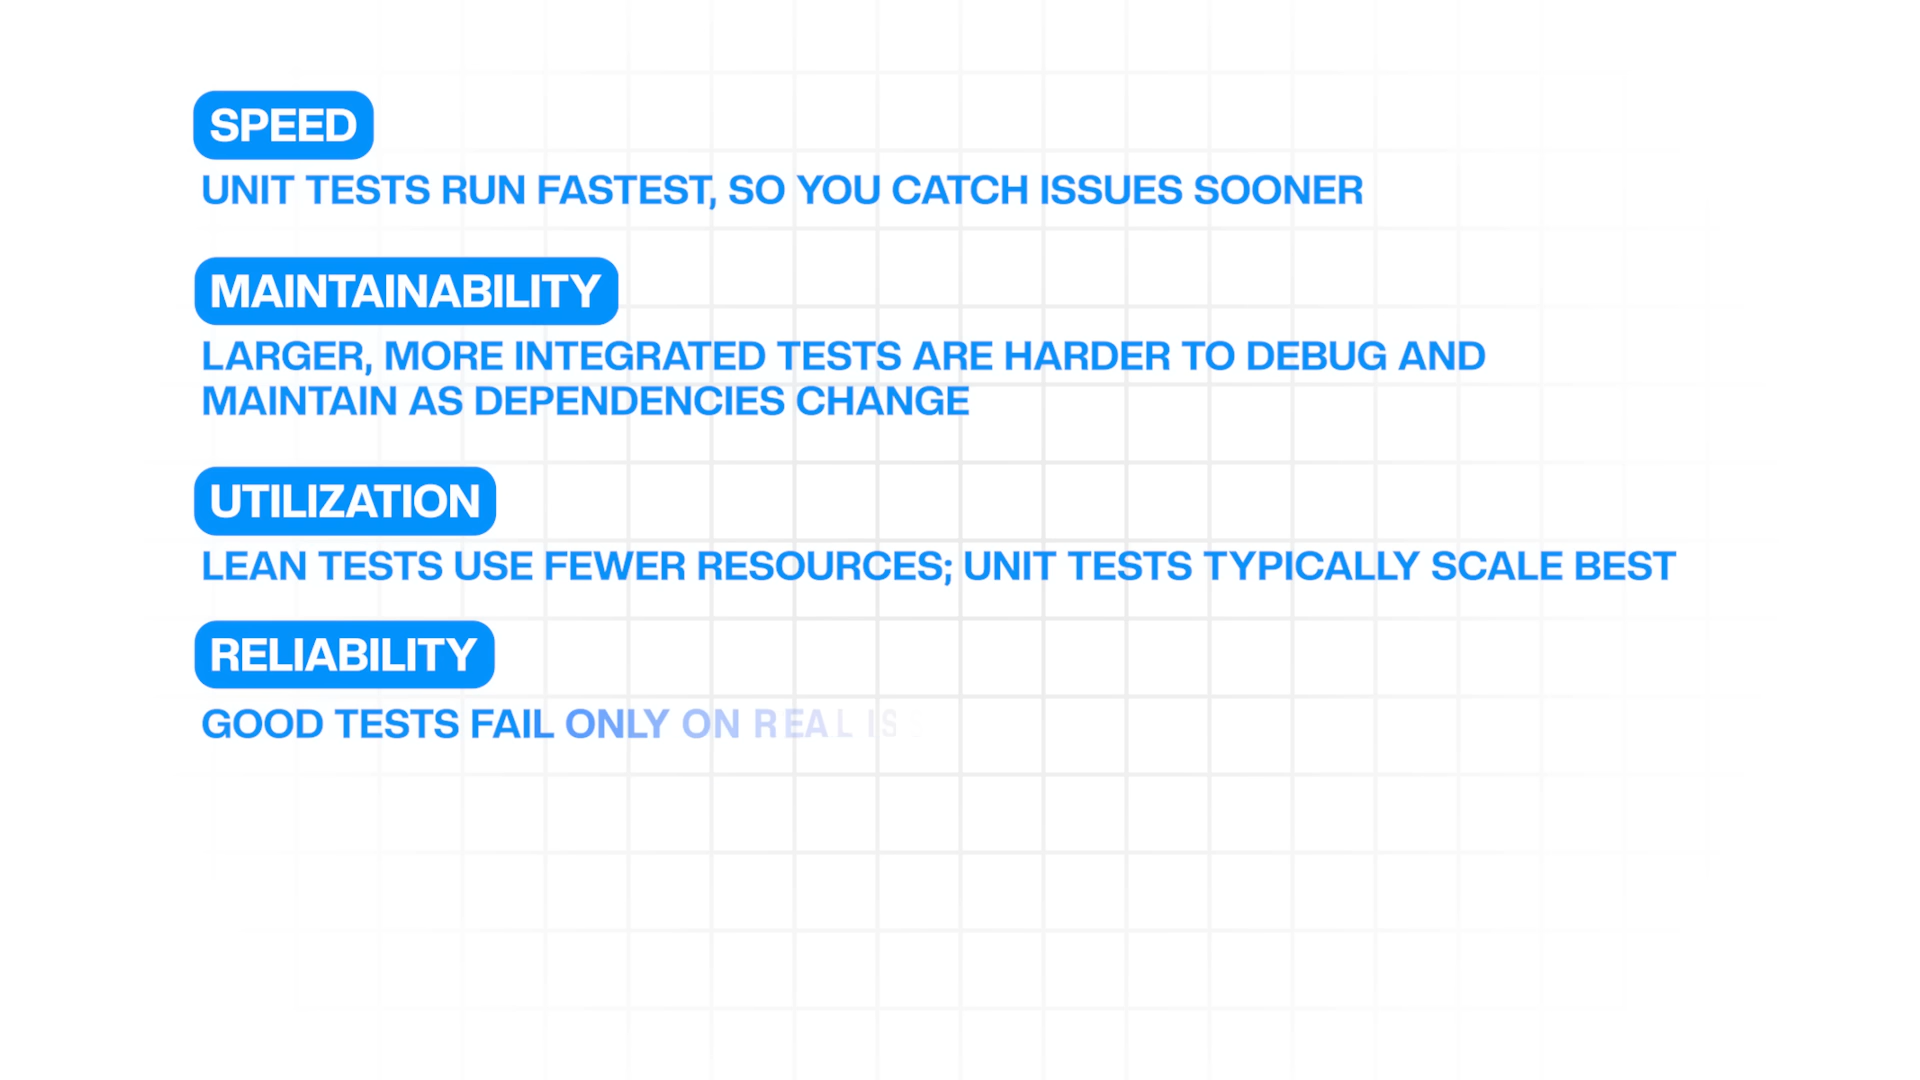 SPEED
UNIT TESTS RUN FASTEST, SO YOU CATCH ISSUES SOONER
MAINTAINABILITY
LARGER, MORE INTEGRATED TESTS ARE HARDER TO DEBUG AND
MAINTAIN AS DEPENDENCIES CHANGE
UTILIZATION
LEAN TESTS USE FEWER RESOURCES; UNIT TESTS TYPICALLY SCALE BEST
RELIABILITY
GOOD TESTS FAIL ONLY ON REAL